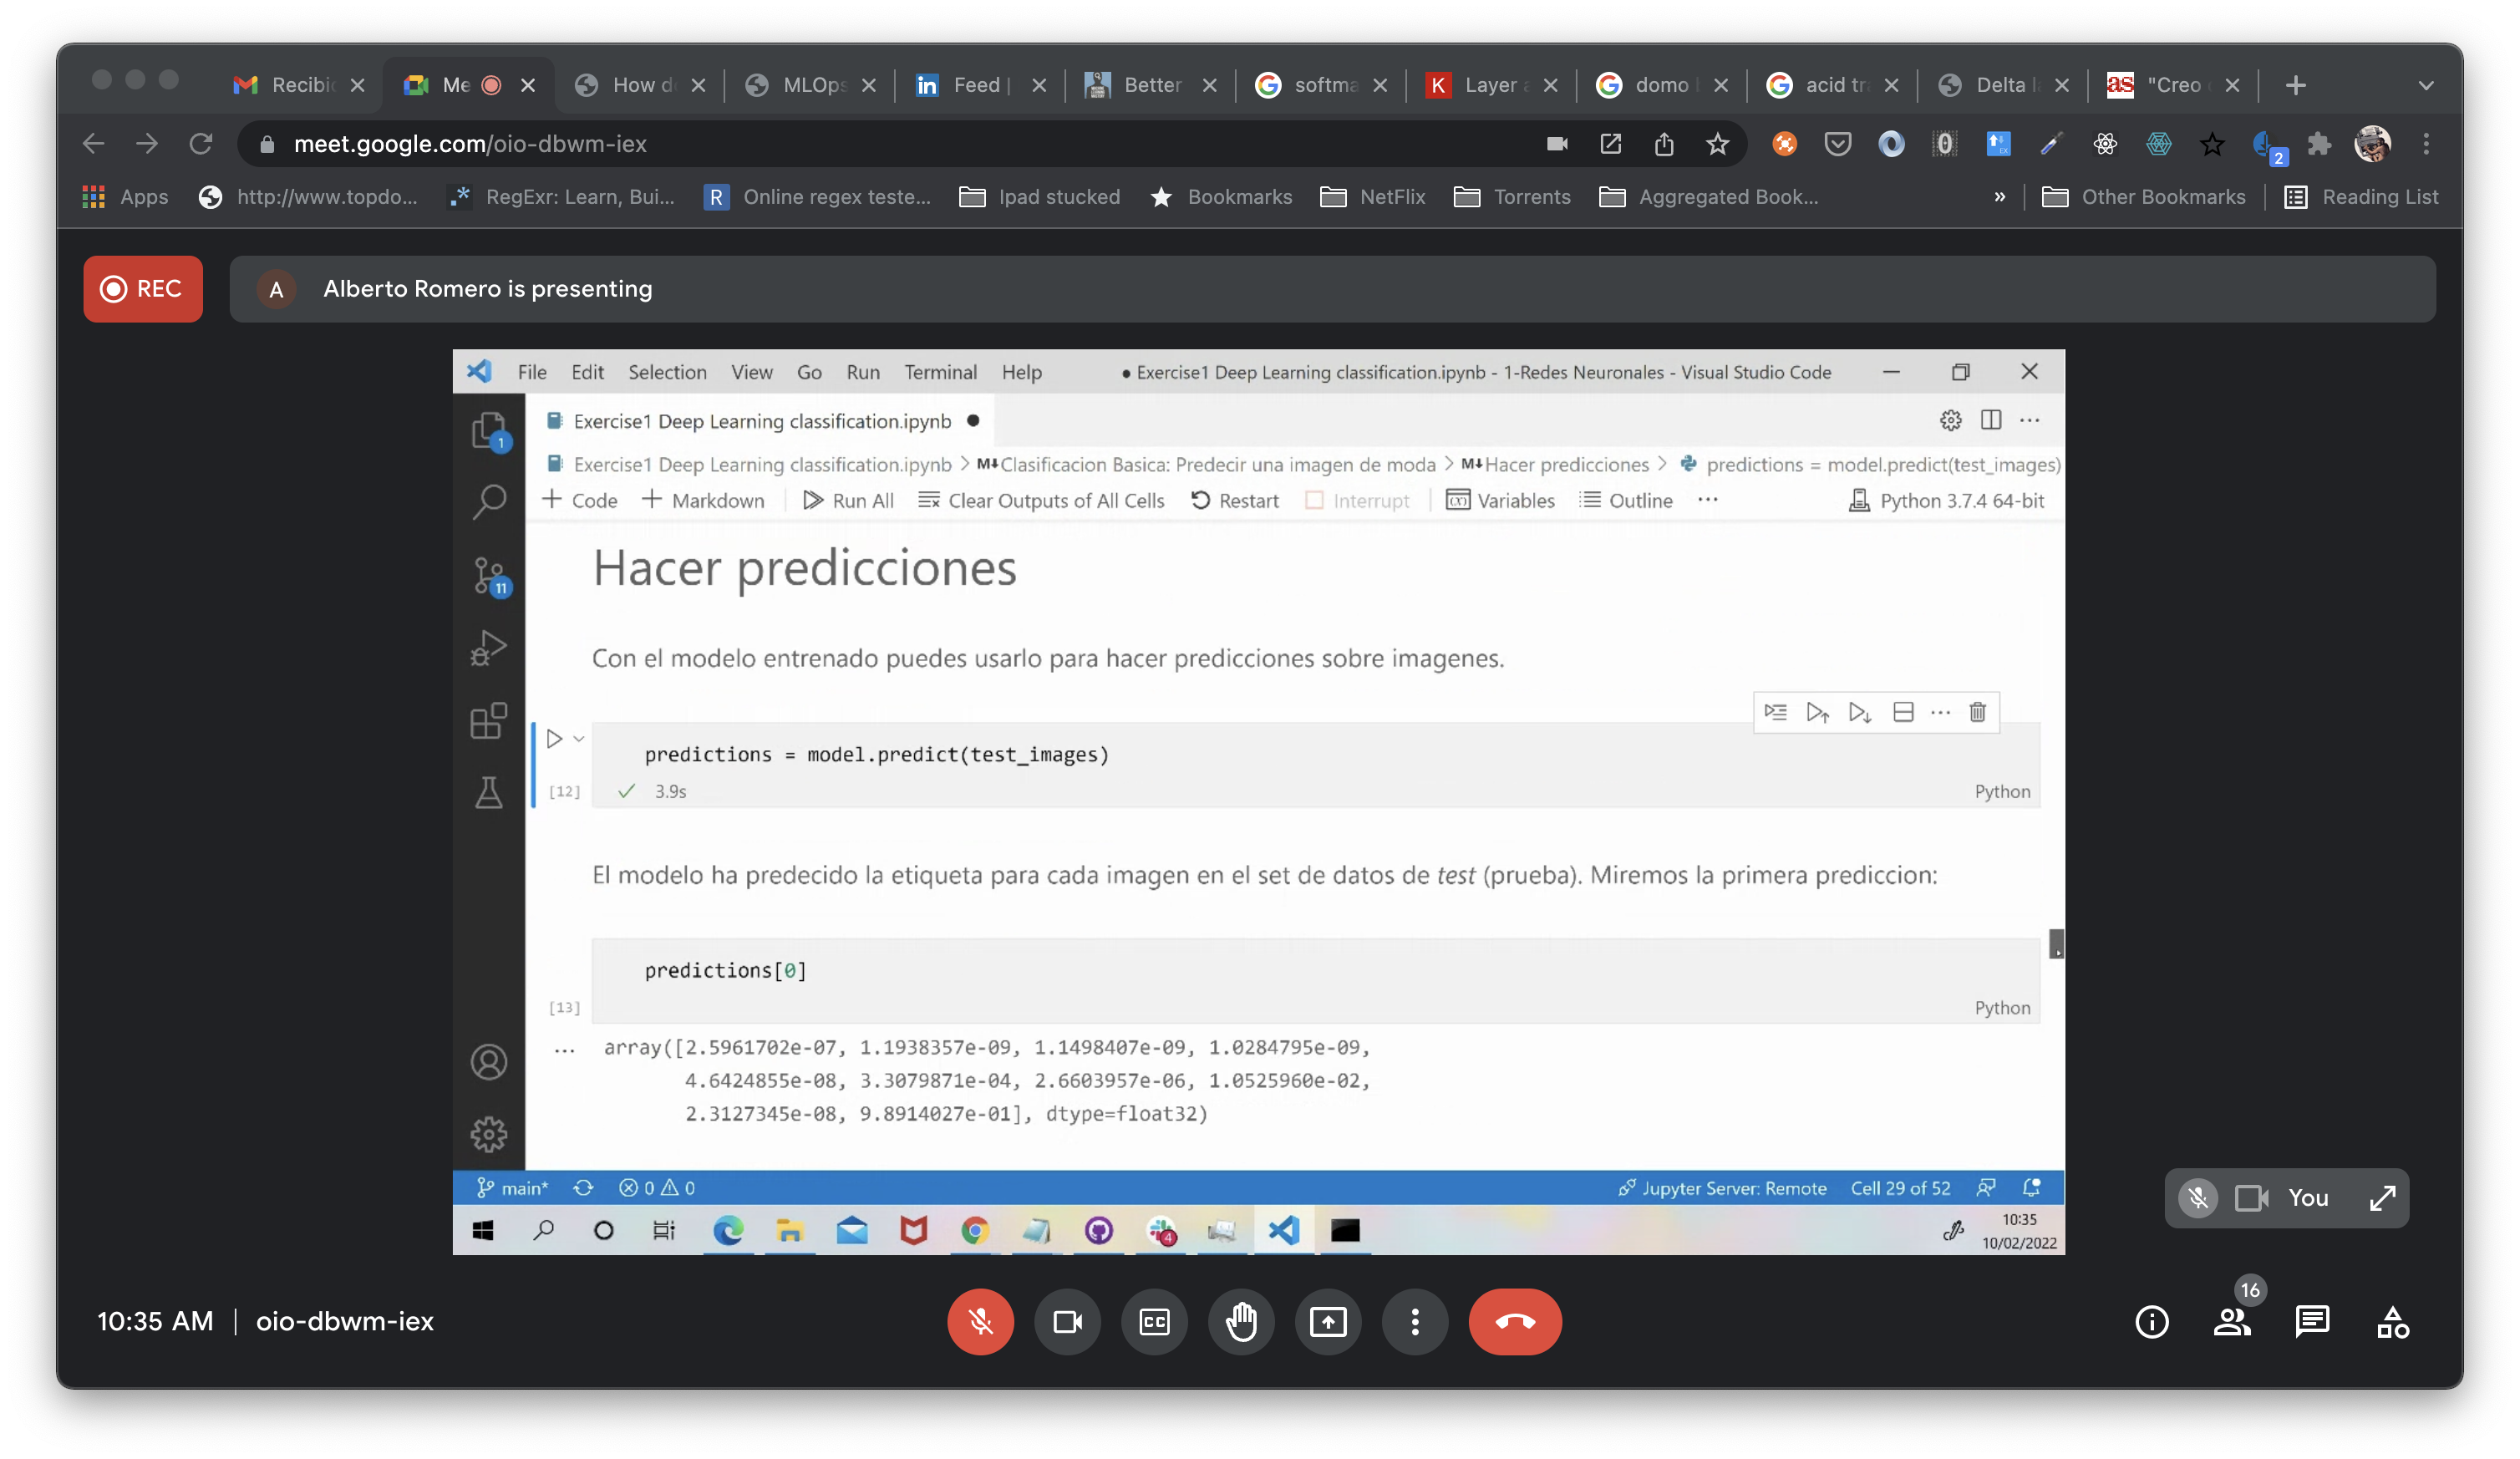 Recibi
Me
How d
MLOps
Feed |
Better
softma
Layer a
domo l
acid tra
Delta la
"Creo
meet.google.com/oio-dbwm-iex
2
Apps
http://www.topdo...
RegExr: Learn, Bui...
Online regex teste...
Ipad stucked
Bookmarks
NetFlix
Torrents
Aggregated Book...
»
Other Bookmarks
Reading List
REC
A
Alberto Romero is presenting
File Edit Selection View Go Run Terminal Help
● Exercise1 Deep Learning classification.ipynb - 1-Redes Neuronales - Visual Studio Code
1
Exercise1 Deep Learning classification.ipynb ●
Exercise1 Deep Learning classification.ipynb > M↓Clasificacion Basica: Predecir una imagen de moda > M↓Hacer predicciones > predictions = model.predict(test_images)
+ Code + Markdown Run All Clear Outputs of All Cells Restart Interrupt Variables Outline ... Python 3.7.4 64-bit
11
Hacer predicciones
Con el modelo entrenado puedes usarlo para hacer predicciones sobre imagenes.
predictions = model.predict(test_images)
[12] ✓ 3.9s Python
El modelo ha predecido la etiqueta para cada imagen en el set de datos de test (prueba). Miremos la primera prediccion:
predictions[0]
[13] Python
... array([2.5961702e-07, 1.1938357e-09, 1.1498407e-09, 1.0284795e-09,
4.6424855e-08, 3.3079871e-04, 2.6603957e-06, 1.0525960e-02,
2.3127345e-08, 9.8914027e-01], dtype=float32)
main* 0 0 Jupyter Server: Remote Cell 29 of 52
4
10:35
10/02/2022
You
10:35 AM | oio-dbwm-iex
CC
16